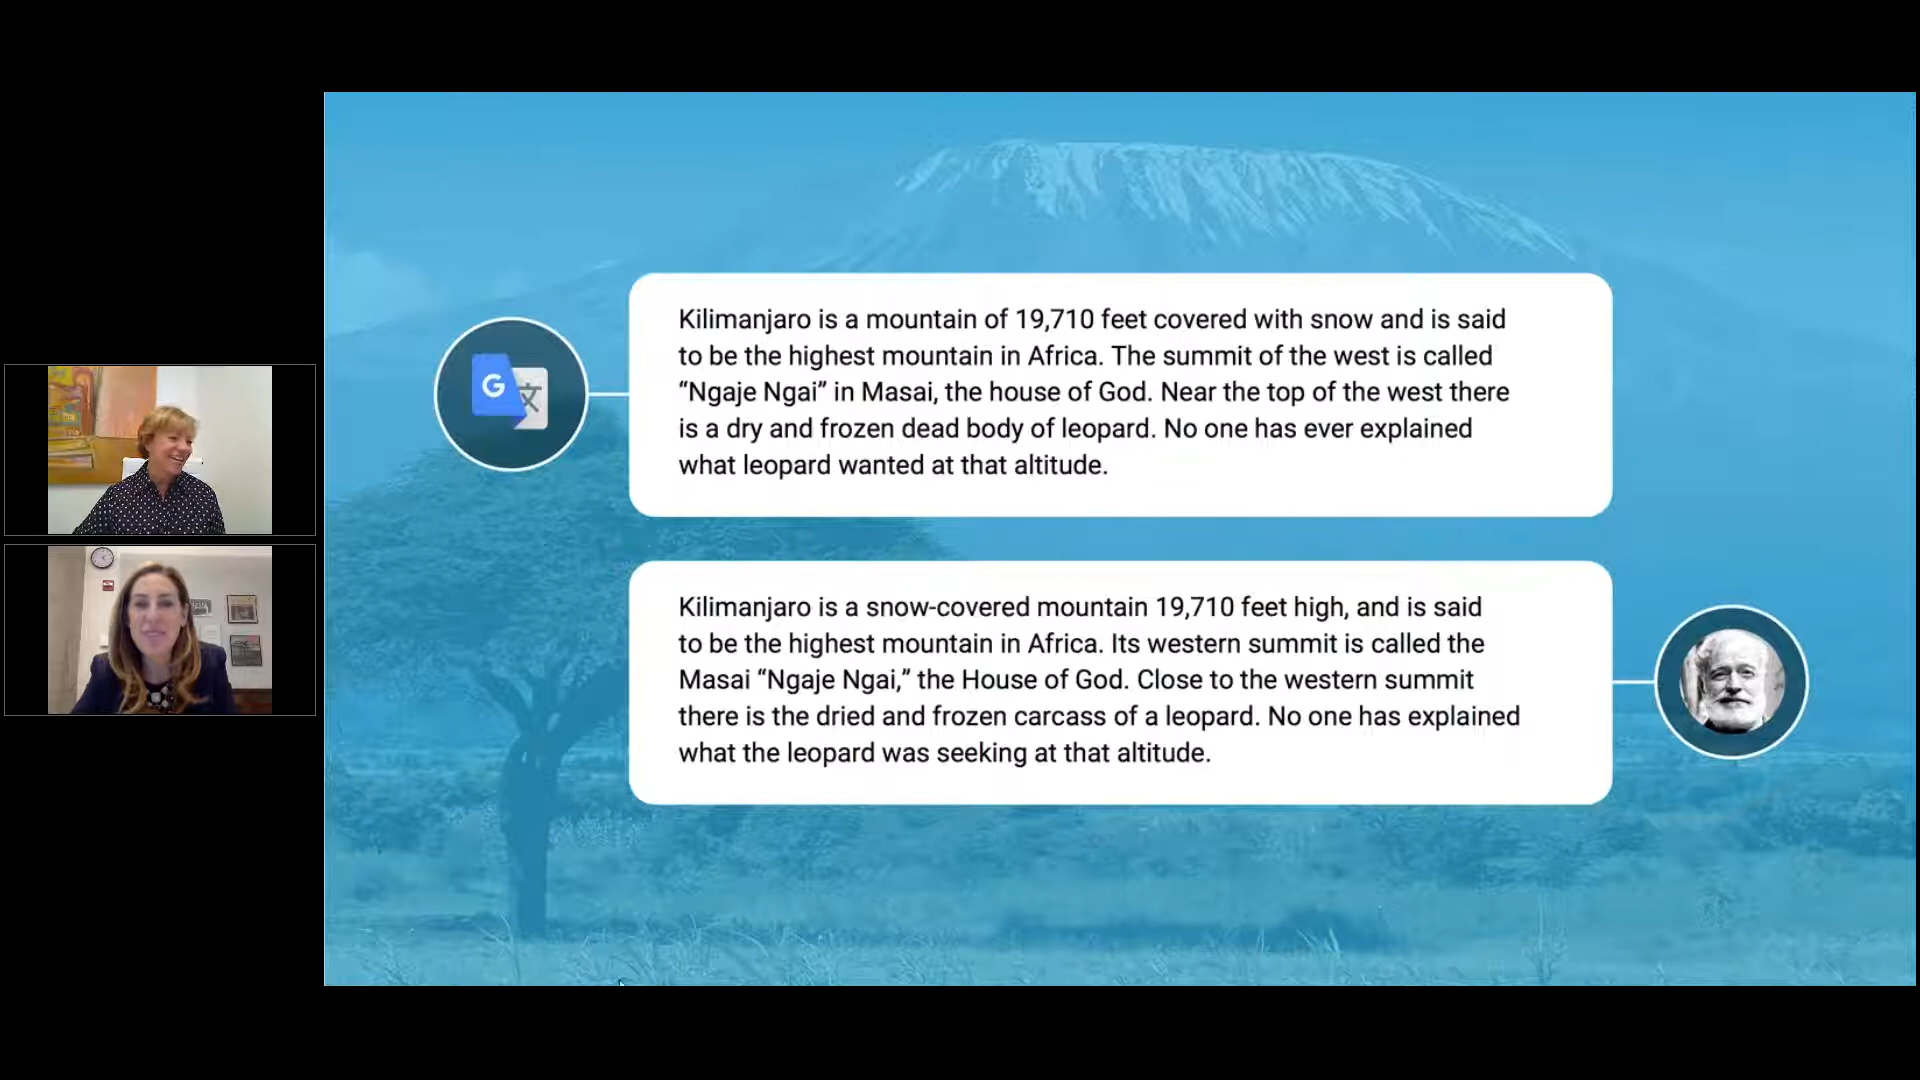 Kilimanjaro is a mountain of 19,710 feet covered with snow and is said
to be the highest mountain in Africa. The summit of the west is called
“Ngaje Ngai” in Masai, the house of God. Near the top of the west there
is a dry and frozen dead body of leopard. No one has ever explained
what leopard wanted at that altitude.
G
文
Kilimanjaro is a snow-covered mountain 19,710 feet high, and is said
to be the highest mountain in Africa. Its western summit is called the
Masai “Ngaje Ngai,” the House of God. Close to the western summit
there is the dried and frozen carcass of a leopard. No one has explained
what the leopard was seeking at that altitude.